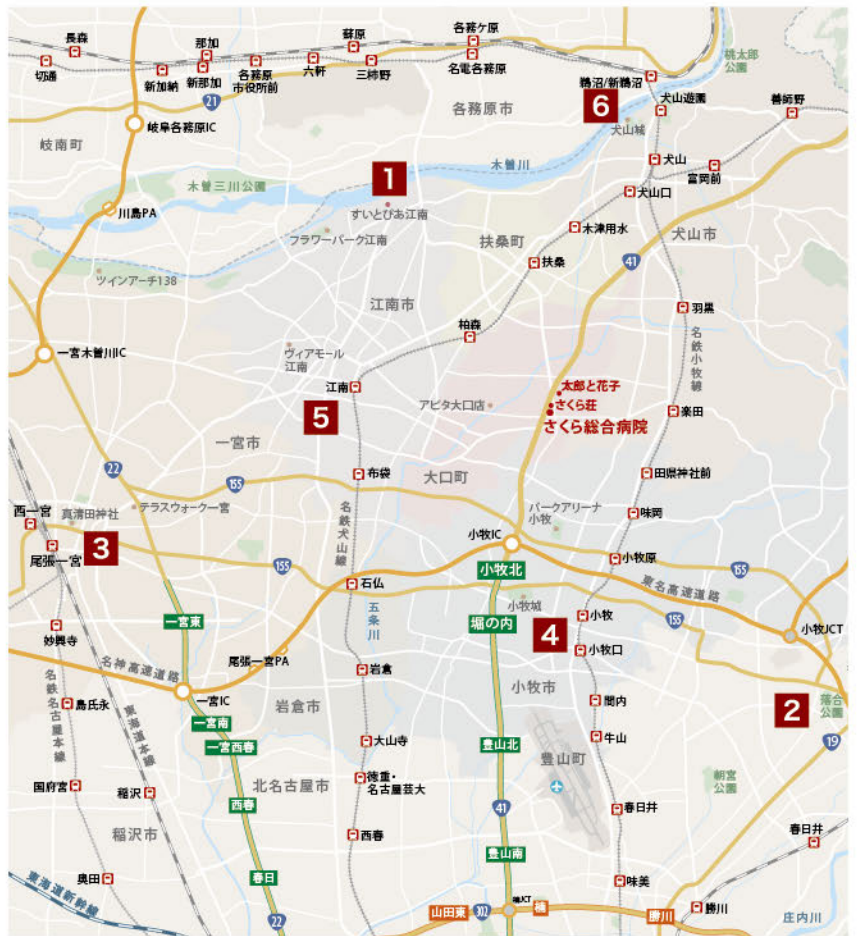 長森
切通
新加納
那加
新那加
各務原
市役所前
六軒
蘇原
三柿野
各務ケ原
名電各務原
桃太郎
公園
鵜沼/新鵜沼
犬山遊園
善師野
6
犬山城
21
各務原市
岐阜各務原IC
岐南町
木曽川
犬山
富岡前
1
木曽三川公園
犬山口
すいとぴあ江南
川島PA
フラワーパーク江南
木津用水
扶桑町
犬山市
扶桑
41
ツインアーチ138
江南市
羽黒
柏森
名鉄小牧線
一宮木曽川IC
ヴィアモール
江南
江南
太郎と花子
さくら荘
さくら総合病院
アピタ大口店
楽田
5
一宮市
22
155
布袋
大口町
田県神社前
西一宮
真清田神社
テラスウォーク一宮
名鉄犬山線
パークアリーナ
小牧
味岡
3
尾張一宮
小牧IC
小牧原
155
155
小牧北
東名高速道路
石仏
五条川
小牧城
小牧
155
一宮東
堀の内
4
小牧JCT
妙興寺
小牧口
名神高速道路
尾張一宮PA
岩倉
小牧市
島氏永
一宮IC
間内
2
落合
公園
名鉄名古屋本線
東海道本線
岩倉市
一宮南
大山寺
牛山
19
一宮西春
豊山北
豊山町
国府宮
稲沢
北名古屋市
徳重・
名古屋芸大
朝宮
公園
西春
41
春日井
稲沢市
西春
春日井
豊山南
奥田
春日
味美
東海道新幹線
22
山田東
302
楠JCT
楠
勝川
勝川
庄内川